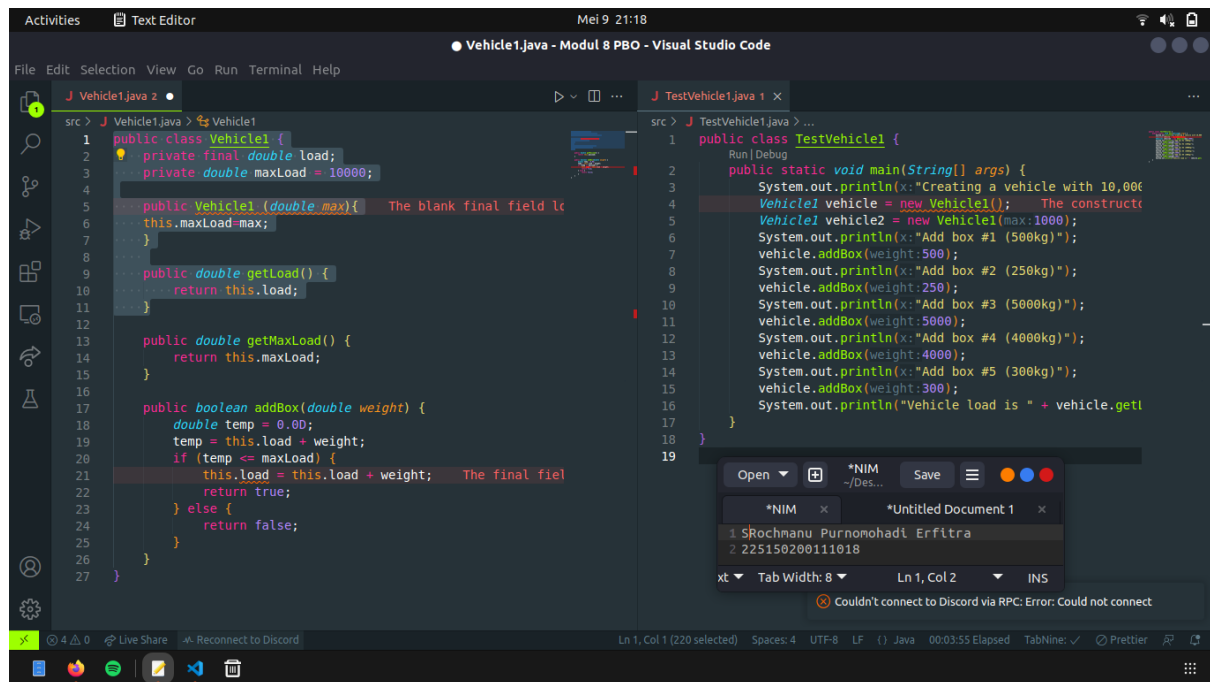 Activities Text Editor Mei 9 21:18
● Vehicle1.java - Modul 8 PBO - Visual Studio Code
File Edit Selection View Go Run Terminal Help
J Vehicle1.java 2 ●
src > J Vehicle1.java > Vehicle1
1 public class Vehicle1 {
2 private final double load;
3 private double maxLoad = 10000;
4
5 public Vehicle1 (double max){ The blank final field lo
6 this.maxLoad=max;
7 }
8
9 public double getLoad() {
10 return this.load;
11 }
12
13 public double getMaxLoad() {
14 return this.maxLoad;
15 }
16
17 public boolean addBox(double weight) {
18 double temp = 0.0D;
19 temp = this.load + weight;
20 if (temp <= maxLoad) {
21 this.load = this.load + weight; The final fiel
22 return true;
23 } else {
24 return false;
25 }
26 }
27 }
J TestVehicle1.java 1 ×
src > J TestVehicle1.java > ...
1 public class TestVehicle1 {
Run | Debug
2 public static void main(String[] args) {
3 System.out.println(x:"Creating a vehicle with 10,000
4 Vehicle1 vehicle = new Vehicle1(); The constructo
5 Vehicle1 vehicle2 = new Vehicle1(max:1000);
6 System.out.println(x:"Add box #1 (500kg)");
7 vehicle.addBox(weight:500);
8 System.out.println(x:"Add box #2 (250kg)");
9 vehicle.addBox(weight:250);
10 System.out.println(x:"Add box #3 (5000kg)");
11 vehicle.addBox(weight:5000);
12 System.out.println(x:"Add box #4 (4000kg)");
13 vehicle.addBox(weight:4000);
14 System.out.println(x:"Add box #5 (300kg)");
15 vehicle.addBox(weight:300);
16 System.out.println("Vehicle load is " + vehicle.getL
17 }
18 }
19
Open *NIM Save
~/Des...
*NIM × *Untitled Document 1 ×
1 SRochmanu Purnomohadi Erfitra
2 225150200111018
xt Tab Width: 8 Ln 1, Col 2 INS
Couldn't connect to Discord via RPC: Error: Could not connect
4 0 Live Share Reconnect to Discord Ln 1, Col 1 (220 selected) Spaces: 4 UTF-8 LF {} Java 00:03:55 Elapsed TabNine: ✓ Prettier